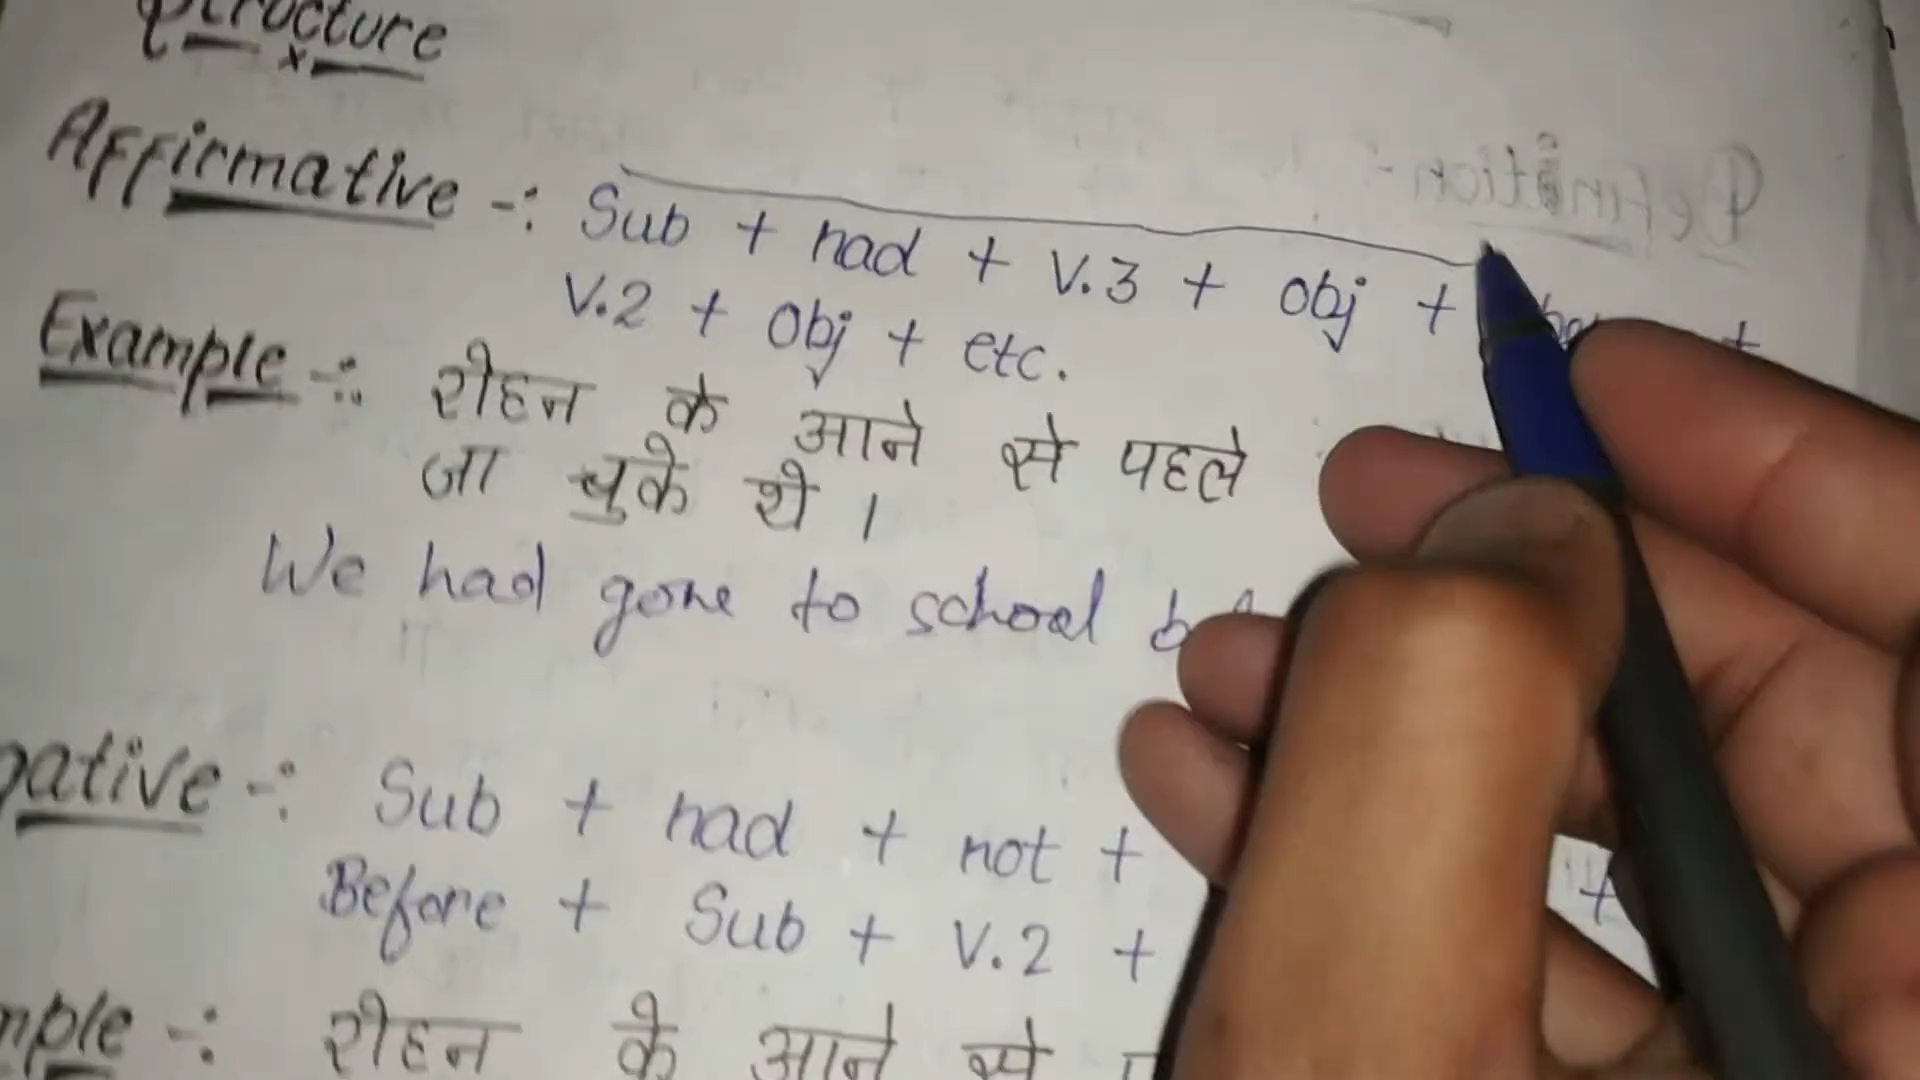 Structure
Affirmative -: Sub + had + V.3 + obj +
V.2 + obj + etc.
Example -: रोहन के आने से पहले
जा चुके थे ।
We had gone to school
Sub + had + not +
Before + Sub + V.2 +
रोहन के आने से